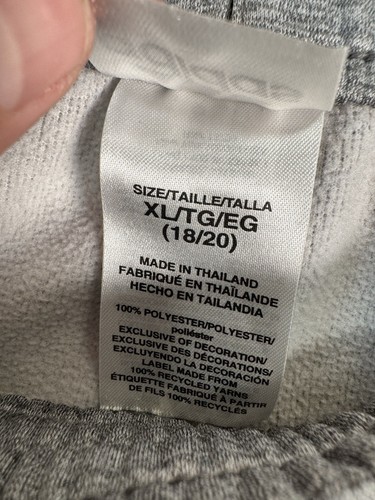 SIZE/TAILLE/TALLA
XL/TG/EG
(18/20)
MADE IN THAILAND
FABRIQUÉ EN THAÏLANDE
HECHO EN TAILANDIA
100% POLYESTER/POLYESTER/
poliéster
EXCLUSIVE OF DECORATION/
EXCLUSIVE DES DÉCORATIONS/
EXCLUYENDO LA DECORACIÓN
LABEL MADE FROM
100% RECYCLED YARNS
ÉTIQUETTE FABRIQUÉ À PARTIR
DE FILS 100% RECYCLÉS